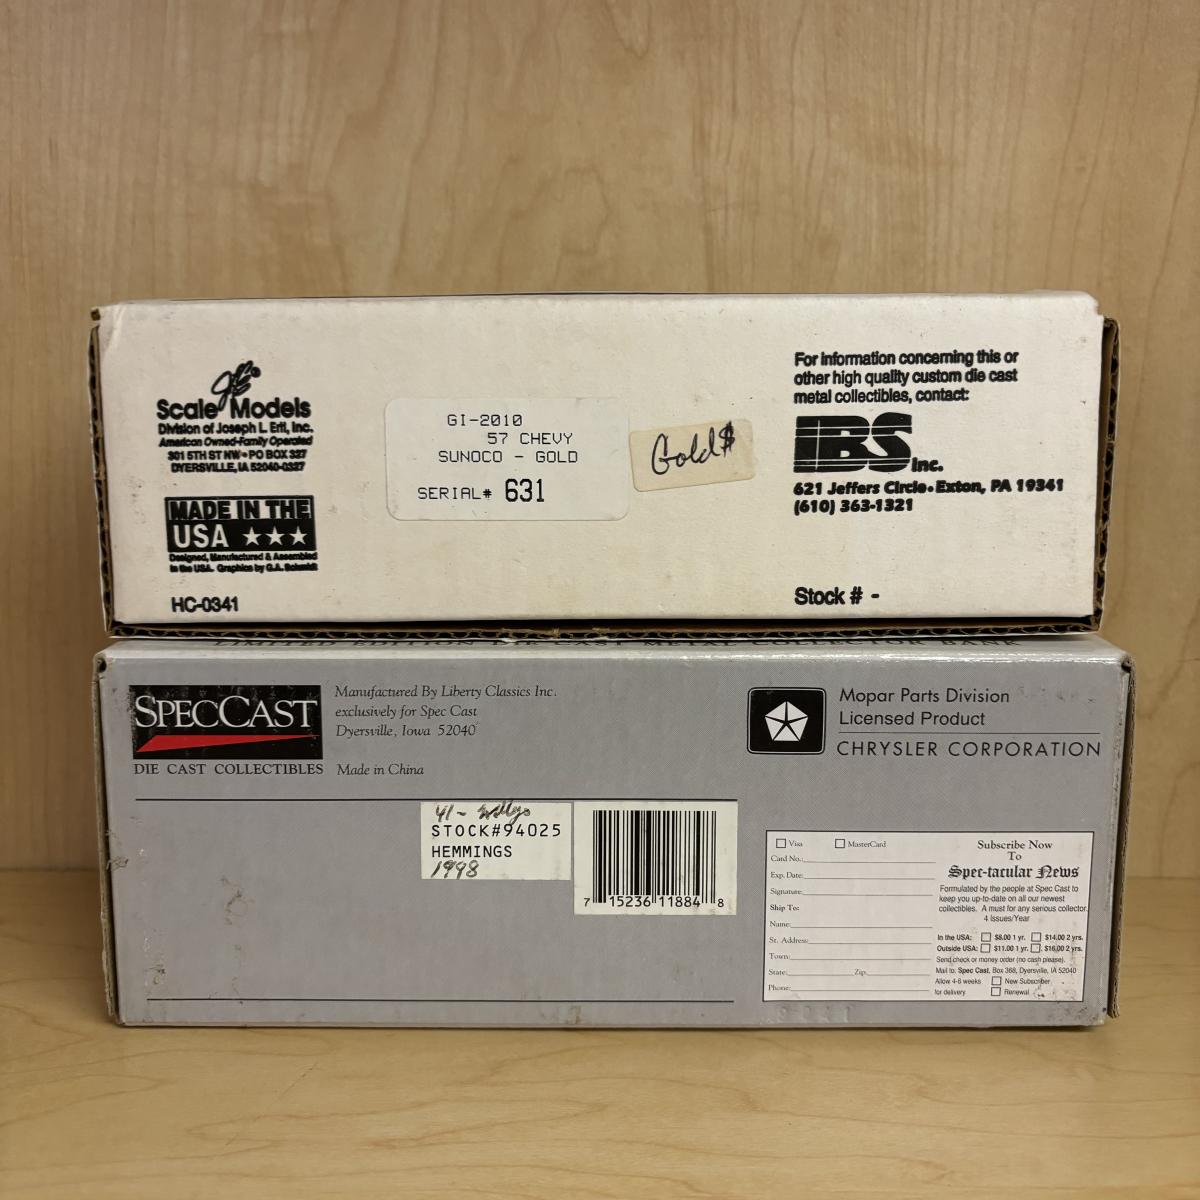 JLE
Scale Models
Division of Joseph L. Ertl, Inc.
American Owned-Family Operated
301 5TH ST NW • PO BOX 327
DYERSVILLE, IA 52040-0327
MADE IN THE
USA ★★★
Designed, Manufactured & Assembled
in the USA. Graphics by G.A. Schmidt
HC-0341
GI-2010
57 CHEVY
SUNOCO - GOLD
SERIAL# 631
Gold$
For information concerning this or
other high quality custom die cast
metal collectibles, contact:
IBS Inc.
621 Jeffers Circle • Exton, PA 19341
(610) 363-1321
Stock # -
LIMITED EDITION DIE CAST METAL COLLECTOR BANK
SPECCAST
DIE CAST COLLECTIBLES
Manufactured By Liberty Classics Inc.
exclusively for Spec Cast
Dyersville, Iowa 52040
Made in China
Mopar Parts Division
Licensed Product
CHRYSLER CORPORATION
41- Willys
STOCK#94025
HEMMINGS
1998
7 15236 11884 8
Visa MasterCard
Card No.:
Exp. Date:
Signature:
Ship To:
Name:
St. Address:
Town:
State: Zip:
Phone:
Subscribe Now
To
Spec-tacular News
Formulated by the people at Spec Cast to
keep you up-to-date on all our newest
collectibles. A must for any serious collector.
4 Issues/Year
In the USA: $8.00 1 yr. $14.00 2 yrs.
Outside USA: $11.00 1 yr. $16.00 2 yrs.
Send check or money order (no cash please).
Mail to: Spec Cast, Box 368, Dyersville, IA 52040
Allow 4-6 weeks New Subscriber
for delivery Renewal